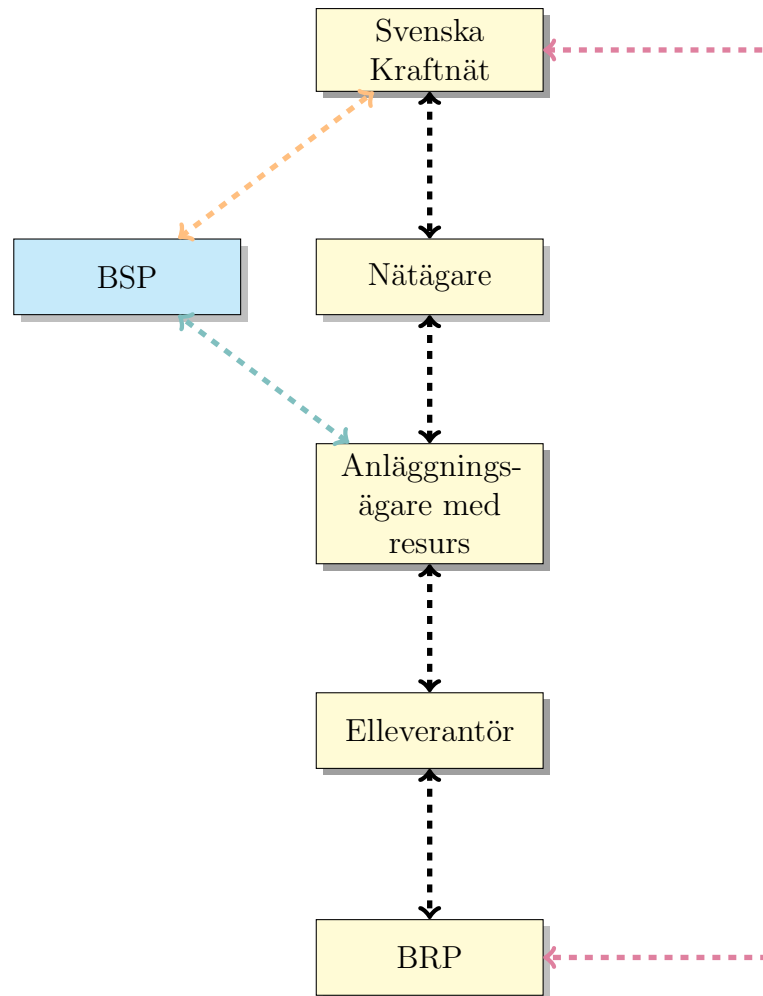 Svenska
Kraftnät
BSP
Nätägare
Anläggnings-
ägare med
resurs
Elleverantör
BRP